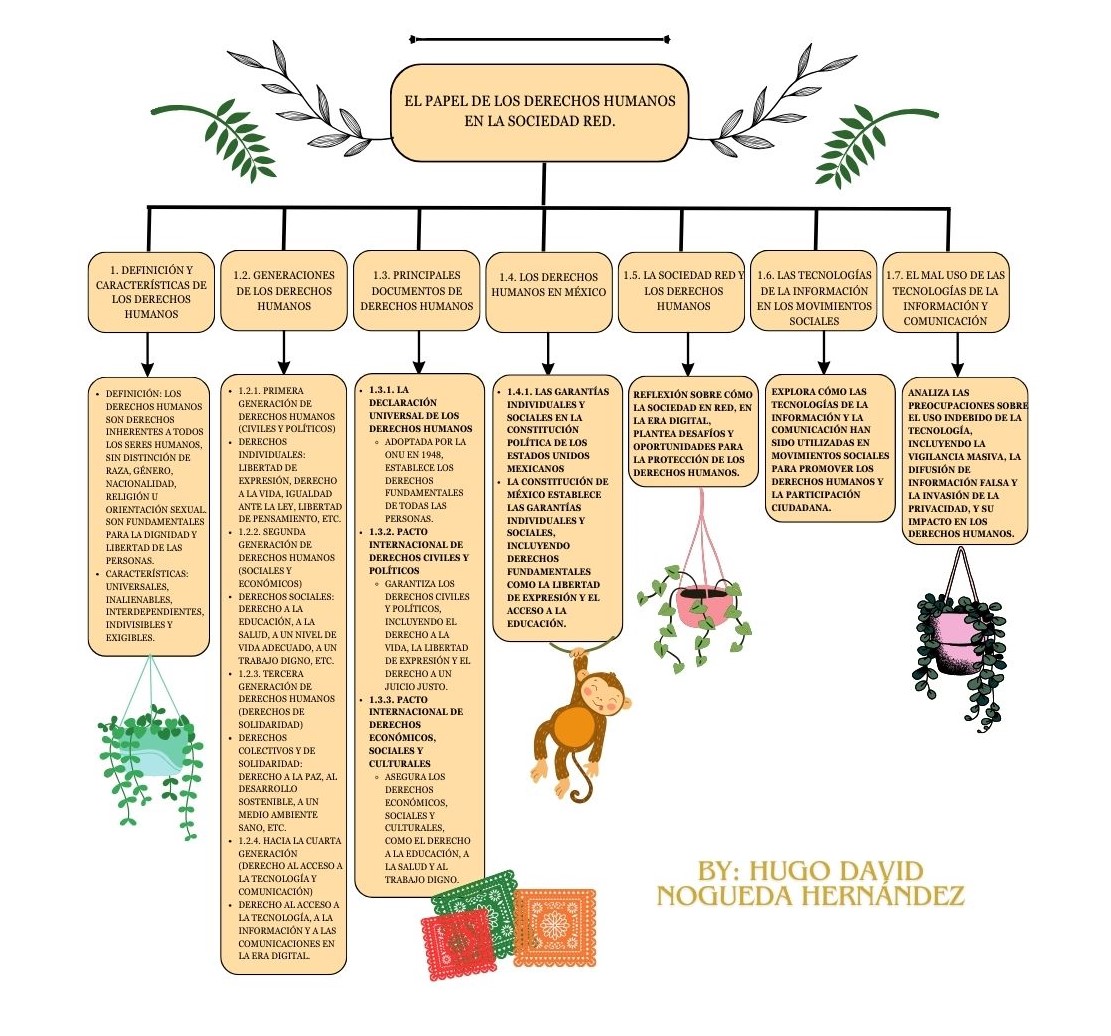 EL PAPEL DE LOS DERECHOS HUMANOS
EN LA SOCIEDAD RED.
1. DEFINICIÓN Y
CARACTERÍSTICAS DE
LOS DERECHOS
HUMANOS
• DEFINICIÓN: LOS
DERECHOS HUMANOS
SON DERECHOS
INHERENTES A TODOS
LOS SERES HUMANOS,
SIN DISTINCIÓN DE
RAZA, GÉNERO,
NACIONALIDAD,
RELIGIÓN U
ORIENTACIÓN SEXUAL.
SON FUNDAMENTALES
PARA LA DIGNIDAD Y
LIBERTAD DE LAS
PERSONAS.
• CARACTERÍSTICAS:
UNIVERSALES,
INALIENABLES,
INTERDEPENDIENTES,
INDIVISIBLES Y
EXIGIBLES.
1.2. GENERACIONES
DE LOS DERECHOS
HUMANOS
• 1.2.1. PRIMERA
GENERACIÓN DE
DERECHOS HUMANOS
(CIVILES Y POLÍTICOS)
• DERECHOS
INDIVIDUALES:
LIBERTAD DE
EXPRESIÓN, DERECHO
A LA VIDA, IGUALDAD
ANTE LA LEY, LIBERTAD
DE PENSAMIENTO, ETC.
• 1.2.2. SEGUNDA
GENERACIÓN DE
DERECHOS HUMANOS
(SOCIALES Y
ECONÓMICOS)
• DERECHOS SOCIALES:
DERECHO A LA
EDUCACIÓN, A LA
SALUD, A UN NIVEL DE
VIDA ADECUADO, A UN
TRABAJO DIGNO, ETC.
• 1.2.3. TERCERA
GENERACIÓN DE
DERECHOS HUMANOS
(DERECHOS DE
SOLIDARIDAD)
• DERECHOS
COLECTIVOS Y DE
SOLIDARIDAD:
DERECHO A LA PAZ, AL
DESARROLLO
SOSTENIBLE, A UN
MEDIO AMBIENTE
SANO, ETC.
• 1.2.4. HACIA LA CUARTA
GENERACIÓN
(DERECHO AL ACCESO A
LA TECNOLOGÍA Y
COMUNICACIÓN)
• DERECHO AL ACCESO A
LA TECNOLOGÍA, A LA
INFORMACIÓN Y A LAS
COMUNICACIONES EN
LA ERA DIGITAL.
1.3. PRINCIPALES
DOCUMENTOS DE
DERECHOS HUMANOS
• 1.3.1. LA
DECLARACIÓN
UNIVERSAL DE LOS
DERECHOS HUMANOS
◦ ADOPTADA POR LA
ONU EN 1948,
ESTABLECE LOS
DERECHOS
FUNDAMENTALES
DE TODAS LAS
PERSONAS.
• 1.3.2. PACTO
INTERNACIONAL DE
DERECHOS CIVILES Y
POLÍTICOS
◦ GARANTIZA LOS
DERECHOS CIVILES
Y POLÍTICOS,
INCLUYENDO EL
DERECHO A LA
VIDA, LA LIBERTAD
DE EXPRESIÓN Y EL
DERECHO A UN
JUICIO JUSTO.
• 1.3.3. PACTO
INTERNACIONAL DE
DERECHOS
ECONÓMICOS,
SOCIALES Y
CULTURALES
◦ ASEGURA LOS
DERECHOS
ECONÓMICOS,
SOCIALES Y
CULTURALES,
COMO EL DERECHO
A LA EDUCACIÓN, A
LA SALUD Y AL
TRABAJO DIGNO.
1.4. LOS DERECHOS
HUMANOS EN MÉXICO
• 1.4.1. LAS GARANTÍAS
INDIVIDUALES Y
SOCIALES EN LA
CONSTITUCIÓN
POLÍTICA DE LOS
ESTADOS UNIDOS
MEXICANOS
• LA CONSTITUCIÓN DE
MÉXICO ESTABLECE
LAS GARANTÍAS
INDIVIDUALES Y
SOCIALES,
INCLUYENDO
DERECHOS
FUNDAMENTALES
COMO LA LIBERTAD
DE EXPRESIÓN Y EL
ACCESO A LA
EDUCACIÓN.
1.5. LA SOCIEDAD RED Y
LOS DERECHOS
HUMANOS
REFLEXIÓN SOBRE CÓMO
LA SOCIEDAD EN RED, EN
LA ERA DIGITAL,
PLANTEA DESAFÍOS Y
OPORTUNIDADES PARA
LA PROTECCIÓN DE LOS
DERECHOS HUMANOS.
1.6. LAS TECNOLOGÍAS
DE LA INFORMACIÓN
EN LOS MOVIMIENTOS
SOCIALES
EXPLORA CÓMO LAS
TECNOLOGÍAS DE LA
INFORMACIÓN Y LA
COMUNICACIÓN HAN
SIDO UTILIZADAS EN
MOVIMIENTOS SOCIALES
PARA PROMOVER LOS
DERECHOS HUMANOS Y
LA PARTICIPACIÓN
CIUDADANA.
1.7. EL MAL USO DE LAS
TECNOLOGÍAS DE LA
INFORMACIÓN Y
COMUNICACIÓN
ANALIZA LAS
PREOCUPACIONES SOBRE
EL USO INDEBIDO DE LA
TECNOLOGÍA,
INCLUYENDO LA
VIGILANCIA MASIVA, LA
DIFUSIÓN DE
INFORMACIÓN FALSA Y
LA INVASIÓN DE LA
PRIVACIDAD, Y SU
IMPACTO EN LOS
DERECHOS HUMANOS.
BY: HUGO DAVID
NOGUEDA HERNÁNDEZ